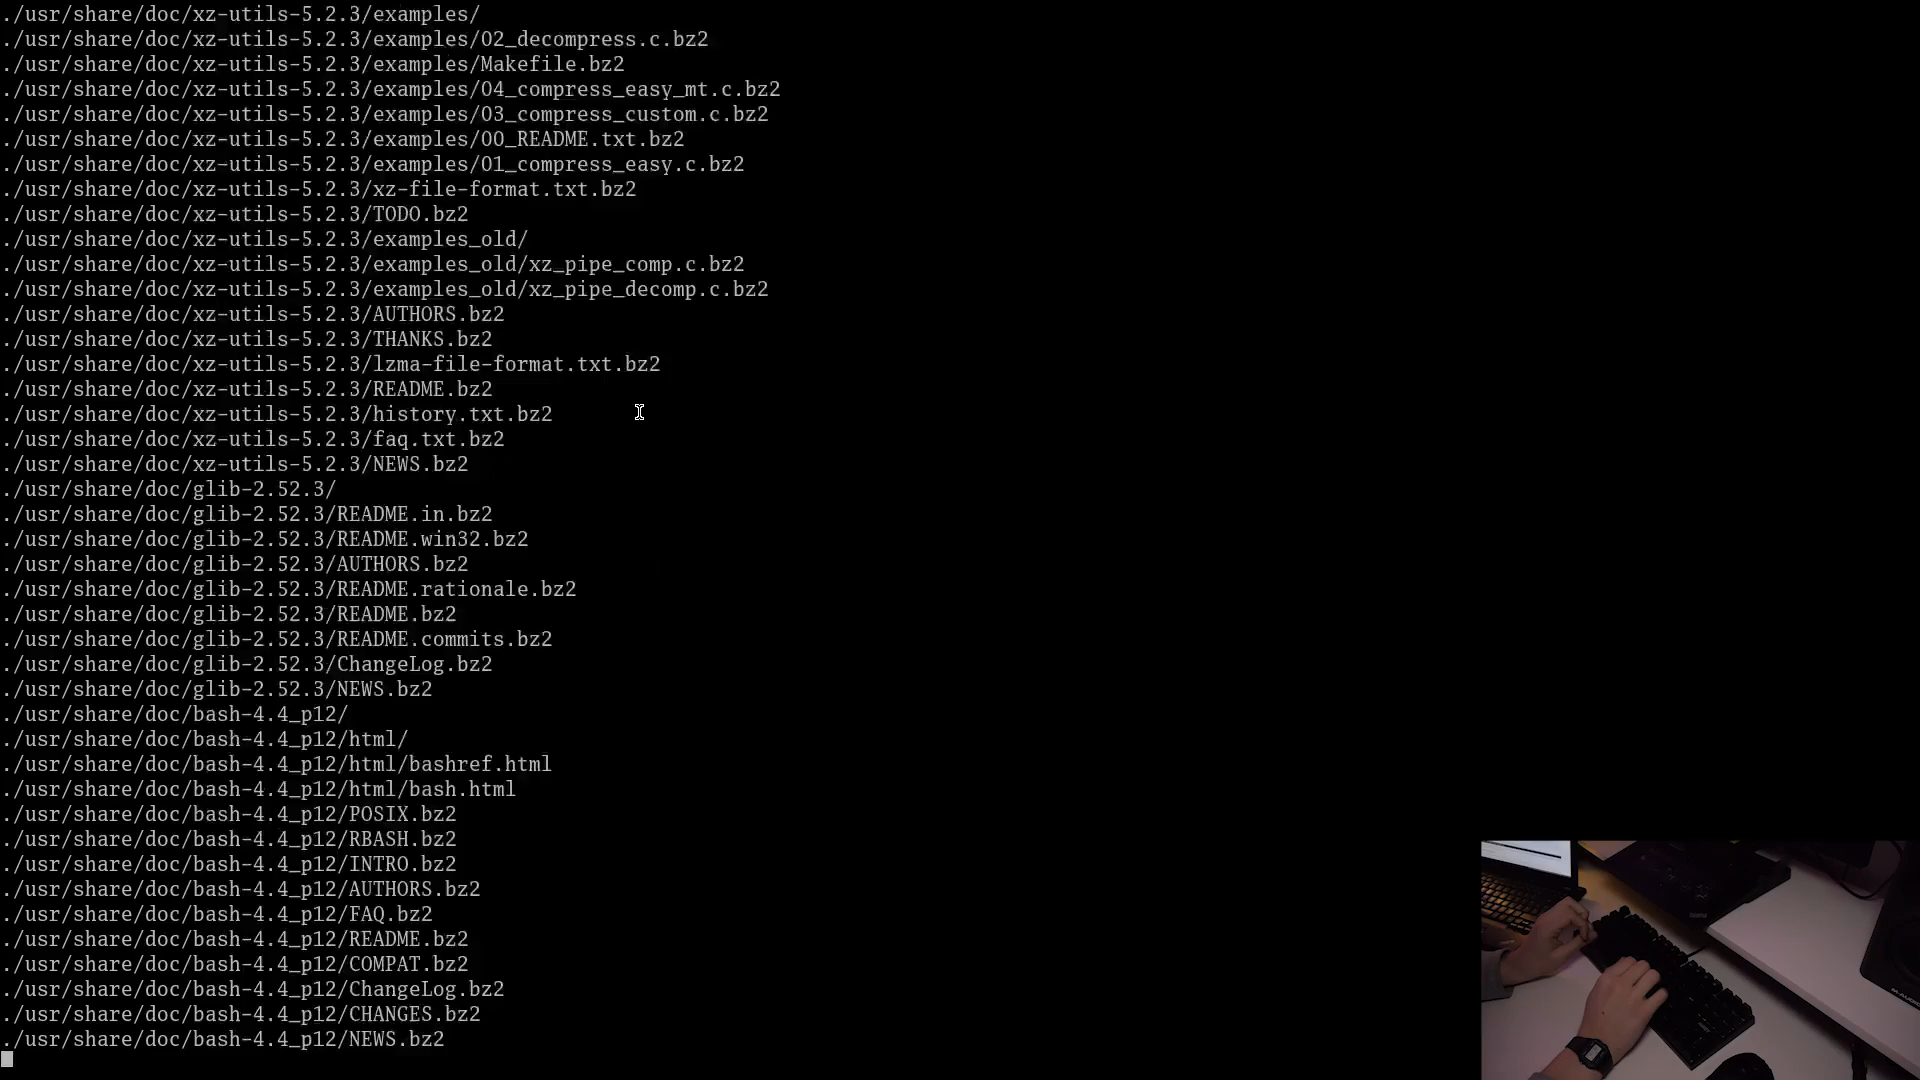 ./usr/share/doc/xz-utils-5.2.3/examples/
./usr/share/doc/xz-utils-5.2.3/examples/02_decompress.c.bz2
./usr/share/doc/xz-utils-5.2.3/examples/Makefile.bz2
./usr/share/doc/xz-utils-5.2.3/examples/04_compress_easy_mt.c.bz2
./usr/share/doc/xz-utils-5.2.3/examples/03_compress_custom.c.bz2
./usr/share/doc/xz-utils-5.2.3/examples/00_README.txt.bz2
./usr/share/doc/xz-utils-5.2.3/examples/01_compress_easy.c.bz2
./usr/share/doc/xz-utils-5.2.3/xz-file-format.txt.bz2
./usr/share/doc/xz-utils-5.2.3/TODO.bz2
./usr/share/doc/xz-utils-5.2.3/examples_old/
./usr/share/doc/xz-utils-5.2.3/examples_old/xz_pipe_comp.c.bz2
./usr/share/doc/xz-utils-5.2.3/examples_old/xz_pipe_decomp.c.bz2
./usr/share/doc/xz-utils-5.2.3/AUTHORS.bz2
./usr/share/doc/xz-utils-5.2.3/THANKS.bz2
./usr/share/doc/xz-utils-5.2.3/lzma-file-format.txt.bz2
./usr/share/doc/xz-utils-5.2.3/README.bz2
./usr/share/doc/xz-utils-5.2.3/history.txt.bz2
./usr/share/doc/xz-utils-5.2.3/faq.txt.bz2
./usr/share/doc/xz-utils-5.2.3/NEWS.bz2
./usr/share/doc/glib-2.52.3/
./usr/share/doc/glib-2.52.3/README.in.bz2
./usr/share/doc/glib-2.52.3/README.win32.bz2
./usr/share/doc/glib-2.52.3/AUTHORS.bz2
./usr/share/doc/glib-2.52.3/README.rationale.bz2
./usr/share/doc/glib-2.52.3/README.bz2
./usr/share/doc/glib-2.52.3/README.commits.bz2
./usr/share/doc/glib-2.52.3/ChangeLog.bz2
./usr/share/doc/glib-2.52.3/NEWS.bz2
./usr/share/doc/bash-4.4_p12/
./usr/share/doc/bash-4.4_p12/html/
./usr/share/doc/bash-4.4_p12/html/bashref.html
./usr/share/doc/bash-4.4_p12/html/bash.html
./usr/share/doc/bash-4.4_p12/POSIX.bz2
./usr/share/doc/bash-4.4_p12/RBASH.bz2
./usr/share/doc/bash-4.4_p12/INTRO.bz2
./usr/share/doc/bash-4.4_p12/AUTHORS.bz2
./usr/share/doc/bash-4.4_p12/FAQ.bz2
./usr/share/doc/bash-4.4_p12/README.bz2
./usr/share/doc/bash-4.4_p12/COMPAT.bz2
./usr/share/doc/bash-4.4_p12/ChangeLog.bz2
./usr/share/doc/bash-4.4_p12/CHANGES.bz2
./usr/share/doc/bash-4.4_p12/NEWS.bz2